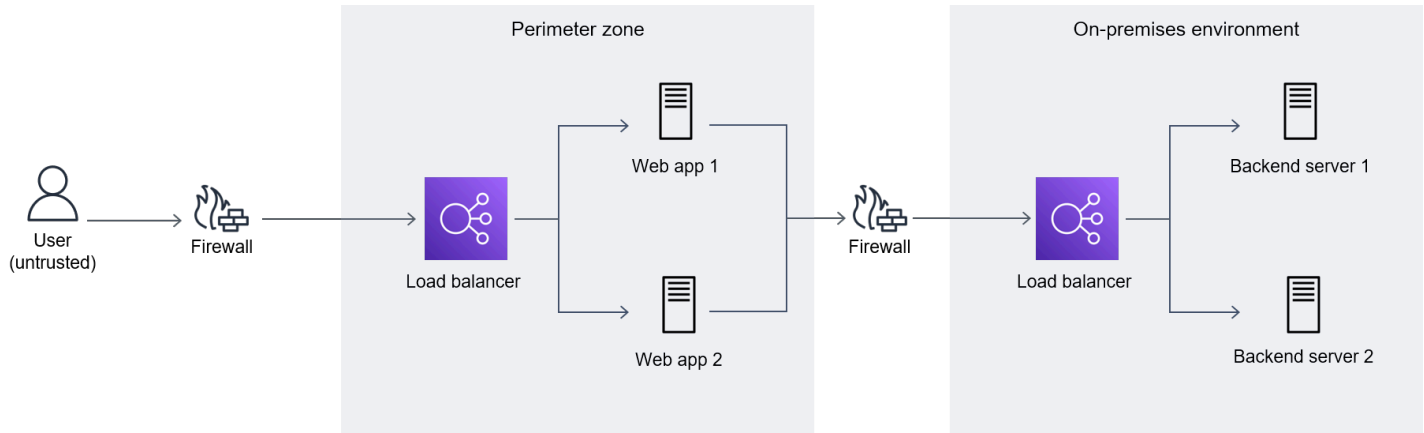 Perimeter zone
On-premises environment
Web app 1
Backend server 1
User
(untrusted)
Firewall
Firewall
Load balancer
Load balancer
Web app 2
Backend server 2